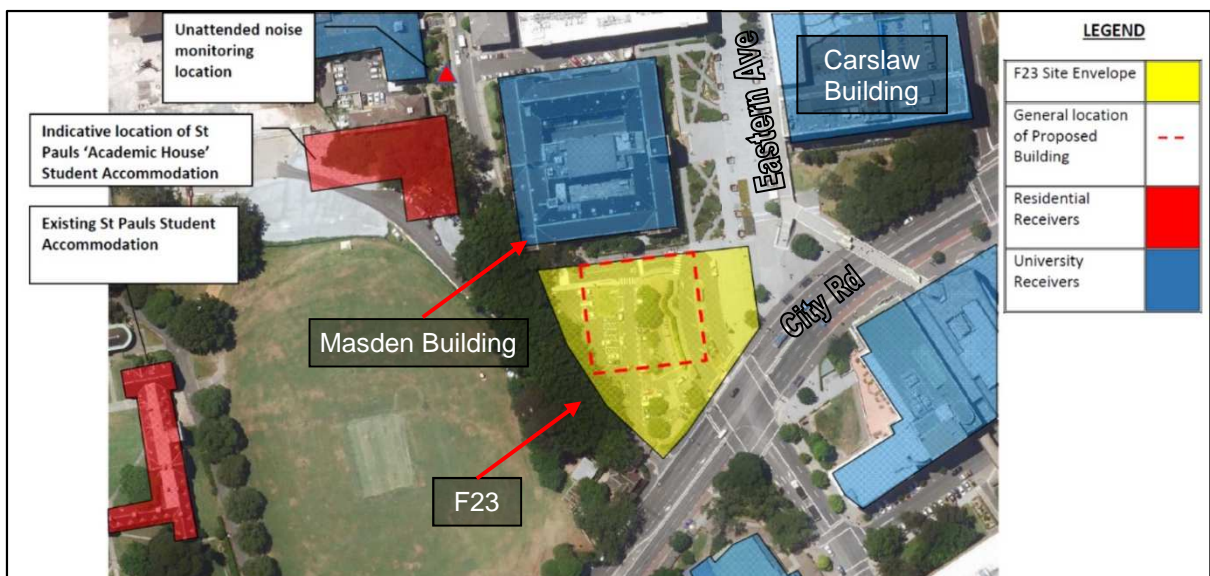 Unattended noise
monitoring
location
Indicative location of St
Pauls ‘Academic House’
Student Accommodation
Existing St Pauls Student
Accommodation
Masden Building
F23
Eastern Ave
Carslaw
Building
City Rd
LEGEND
F23 Site Envelope
General location
of Proposed
Building
Residential
Receivers
University
Receivers